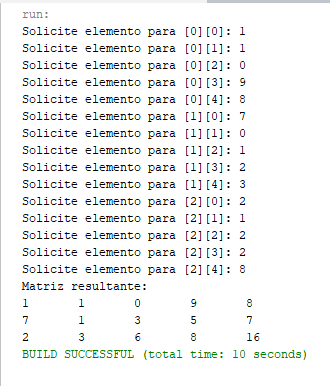 run:
Solicite elemento para [0][0]: 1
Solicite elemento para [0][1]: 1
Solicite elemento para [0][2]: 0
Solicite elemento para [0][3]: 9
Solicite elemento para [0][4]: 8
Solicite elemento para [1][0]: 7
Solicite elemento para [1][1]: 0
Solicite elemento para [1][2]: 1
Solicite elemento para [1][3]: 2
Solicite elemento para [1][4]: 3
Solicite elemento para [2][0]: 2
Solicite elemento para [2][1]: 1
Solicite elemento para [2][2]: 2
Solicite elemento para [2][3]: 2
Solicite elemento para [2][4]: 8
Matriz resultante:
1 1 0 9 8
7 1 3 5 7
2 3 6 8 16
BUILD SUCCESSFUL (total time: 10 seconds)